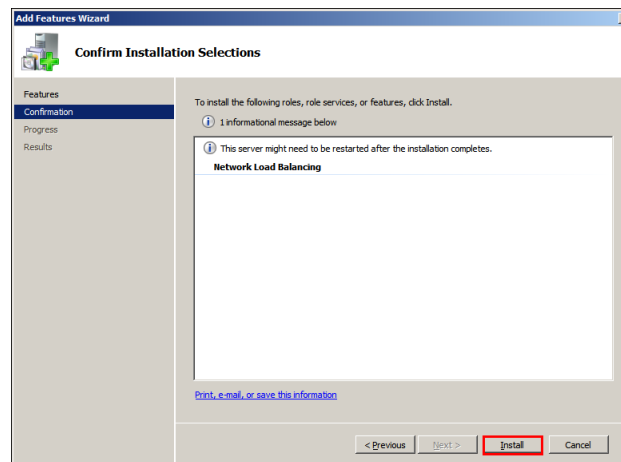 Add Features Wizard
Confirm Installation Selections
Features
Confirmation
Progress
Results
To install the following roles, role services, or features, click Install.
1 informational message below
This server might need to be restarted after the installation completes.
Network Load Balancing
Print, e-mail, or save this information
< Previous
Next >
Install
Cancel